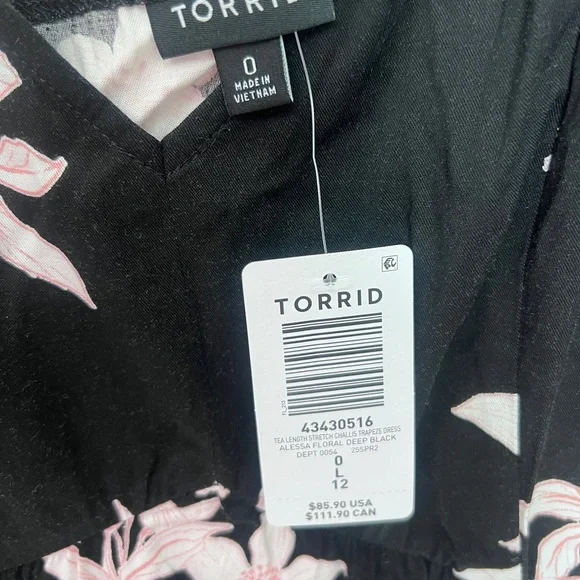 TORRID
0
MADE IN
VIETNAM
TORRID
43430516
TEA LENGTH STRETCH CHALLIS TRAPEZE DRESS
ALESSA FLORAL DEEP BLACK
DEPT 0054 25SPR2
0
L
12
$85.90 USA
$111.90 CAN